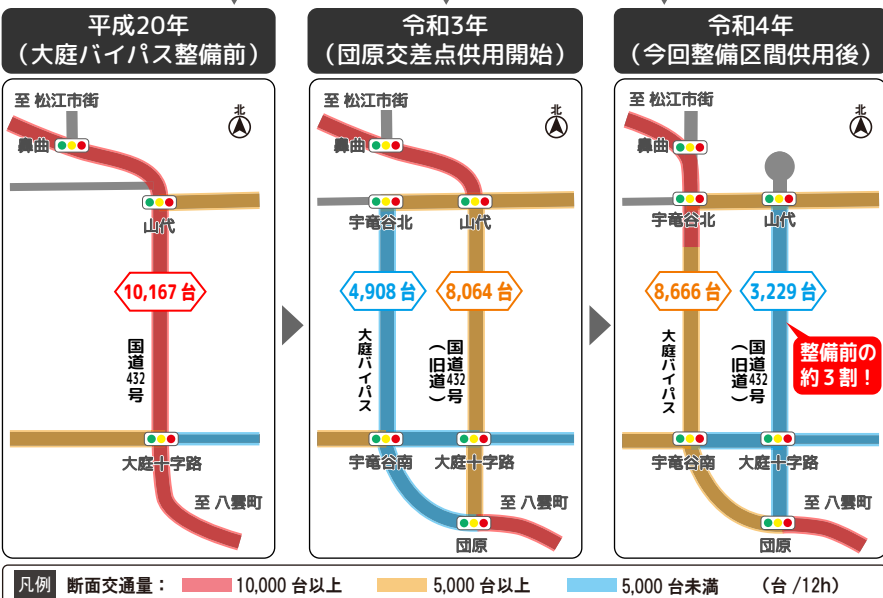 平成20年
（大庭バイパス整備前）
至 松江市街
北
鼻曲
山代
10,167 台
国道432号
大庭十字路
至 八雲町
令和3年
（団原交差点供用開始）
至 松江市街
北
鼻曲
宇竜谷北
山代
4,908 台
8,064 台
大庭バイパス
国道432号
（旧道）
宇竜谷南
大庭十字路
至 八雲町
団原
令和4年
（今回整備区間供用後）
至 松江市街
北
鼻曲
宇竜谷北
山代
8,666 台
3,229 台
整備前の
約３割！
大庭バイパス
国道432号
（旧道）
宇竜谷南
大庭十字路
至 八雲町
団原
凡例 断面交通量： 10,000 台以上 5,000 台以上 5,000 台未満 （台 /12h）